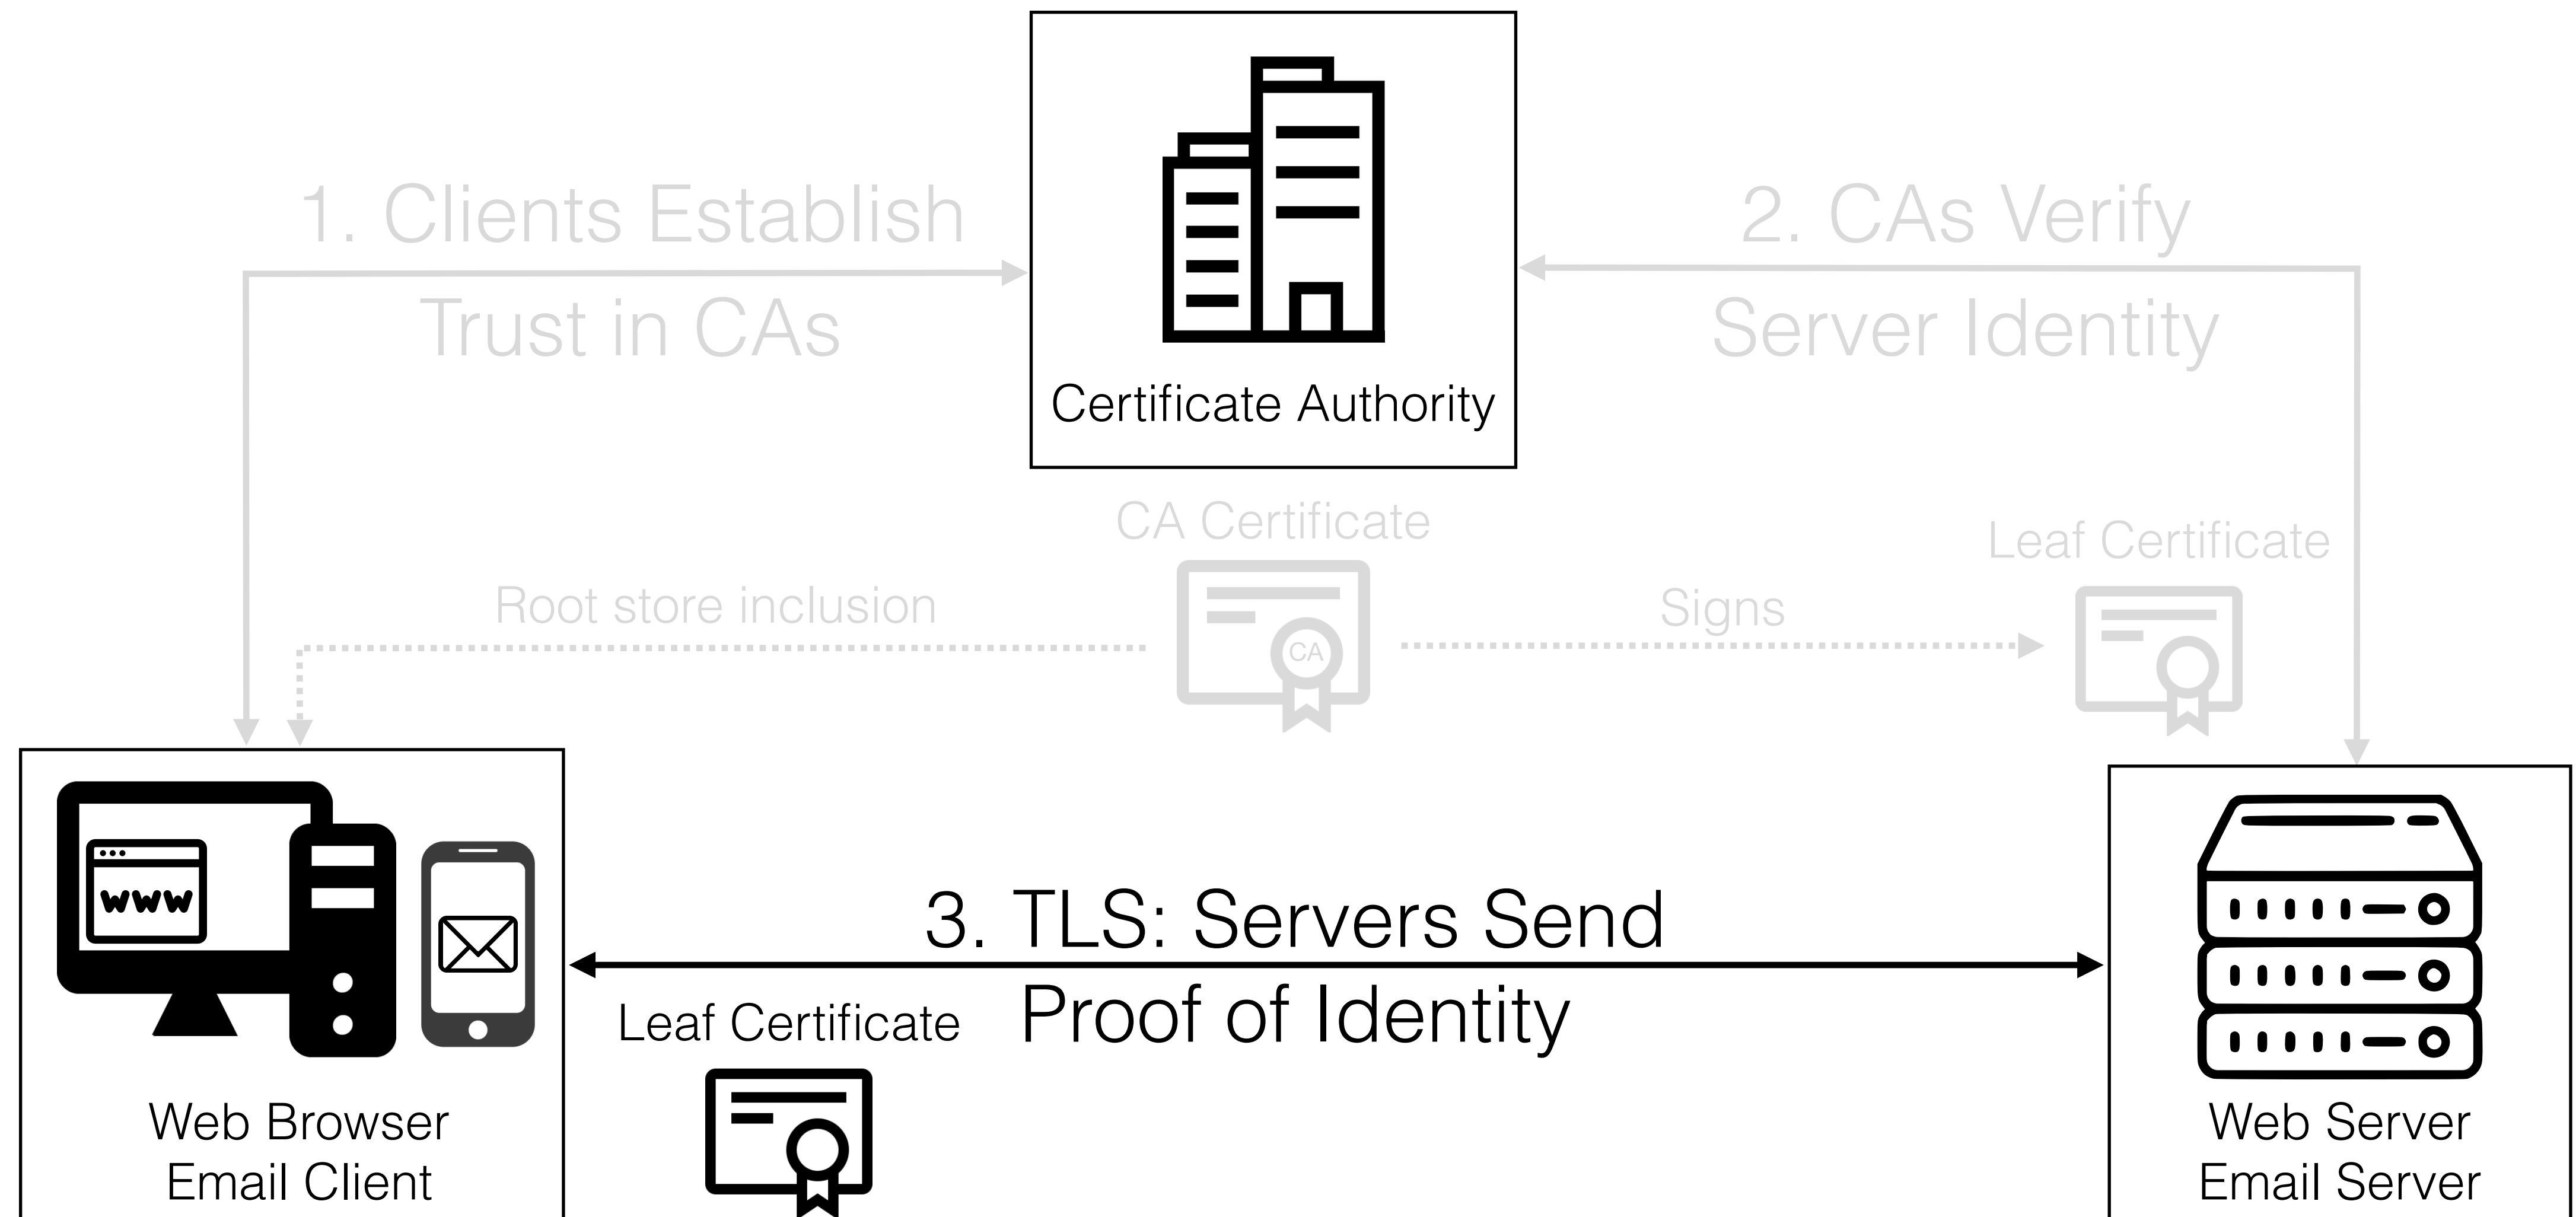 1. Clients Establish
Trust in CAs
Certificate Authority
2. CAs Verify
Server Identity
CA Certificate
CA
Leaf Certificate
Root store inclusion
Signs
WWW
3. TLS: Servers Send
Proof of Identity
Leaf Certificate
Web Browser
Email Client
Web Server
Email Server